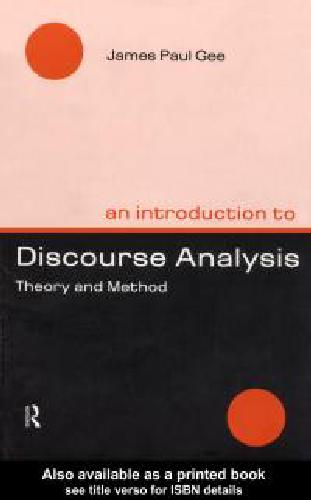 James Paul Gee
an introduction to
Discourse Analysis
Theory and Method
R
Also available as a printed book
see title verso for ISBN details